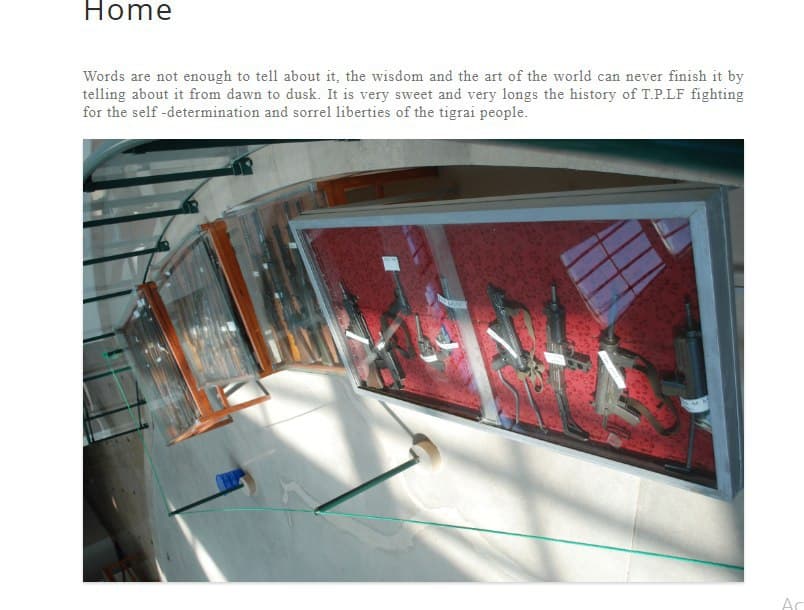 Home
Words are not enough to tell about it, the wisdom and the art of the world can never finish it by
telling about it from dawn to dusk. It is very sweet and very longs the history of T.P.LF fighting
for the self -determination and sorrel liberties of the tigrai people.